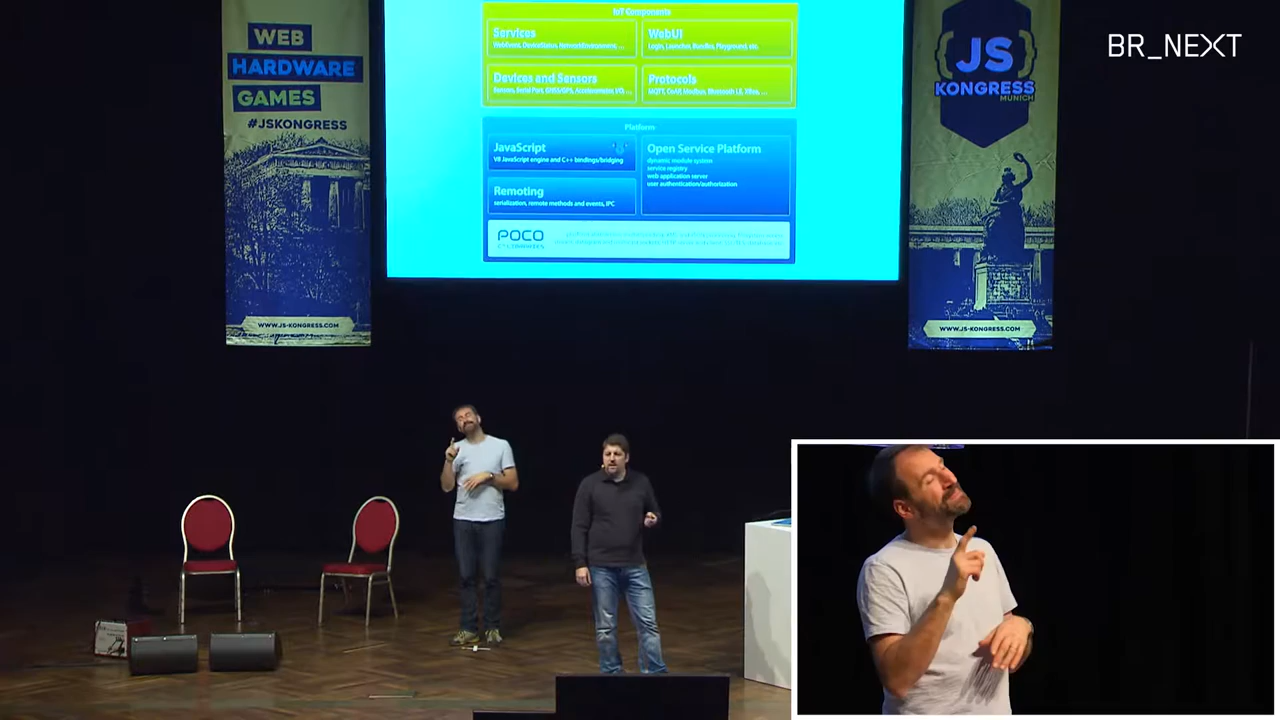 WEB
HARDWARE
GAMES
#JSKONGRESS
WWW.JS-KONGRESS.COM
IoT Components
Services
WebUI
Devices and Sensors
Protocols
Platform
JavaScript
V8 JavaScript engine and C++ bindings/bridging
Remoting
serialization, remote methods and events, IPC
Open Service Platform
dynamic module system
service registry
web application server
user authentication/authorization
POCO
JS
KONGRESS
MUNICH
WWW.JS-KONGRESS.COM
BR_NEXT